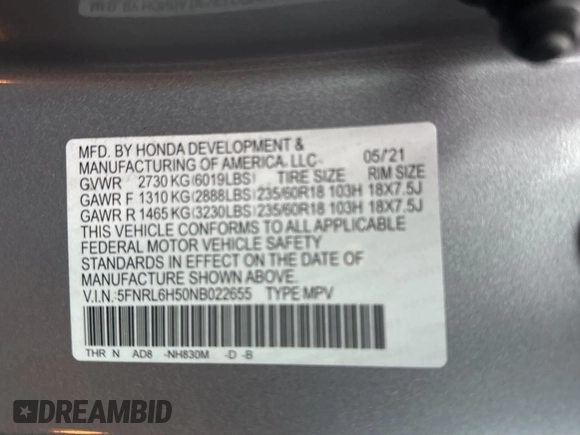 MFD. BY HONDA DEVELOPMENT &
MANUFACTURING OF AMERICA, LLC 05/'21
GVWR 2730 KG (6019LBS) TIRE SIZE RIM SIZE
GAWR F 1310 KG (2888LBS) 235/60R18 103H 18X7.5J
GAWR R 1465 KG (3230LBS) 235/60R18 103H 18X7.5J
THIS VEHICLE CONFORMS TO ALL APPLICABLE
FEDERAL MOTOR VEHICLE SAFETY
STANDARDS IN EFFECT ON THE DATE OF
MANUFACTURE SHOWN ABOVE.
V.I.N.:5FNRL6H50NB022655 TYPE MPV
THR N AD8 -NH830M -D -B
DREAMBID